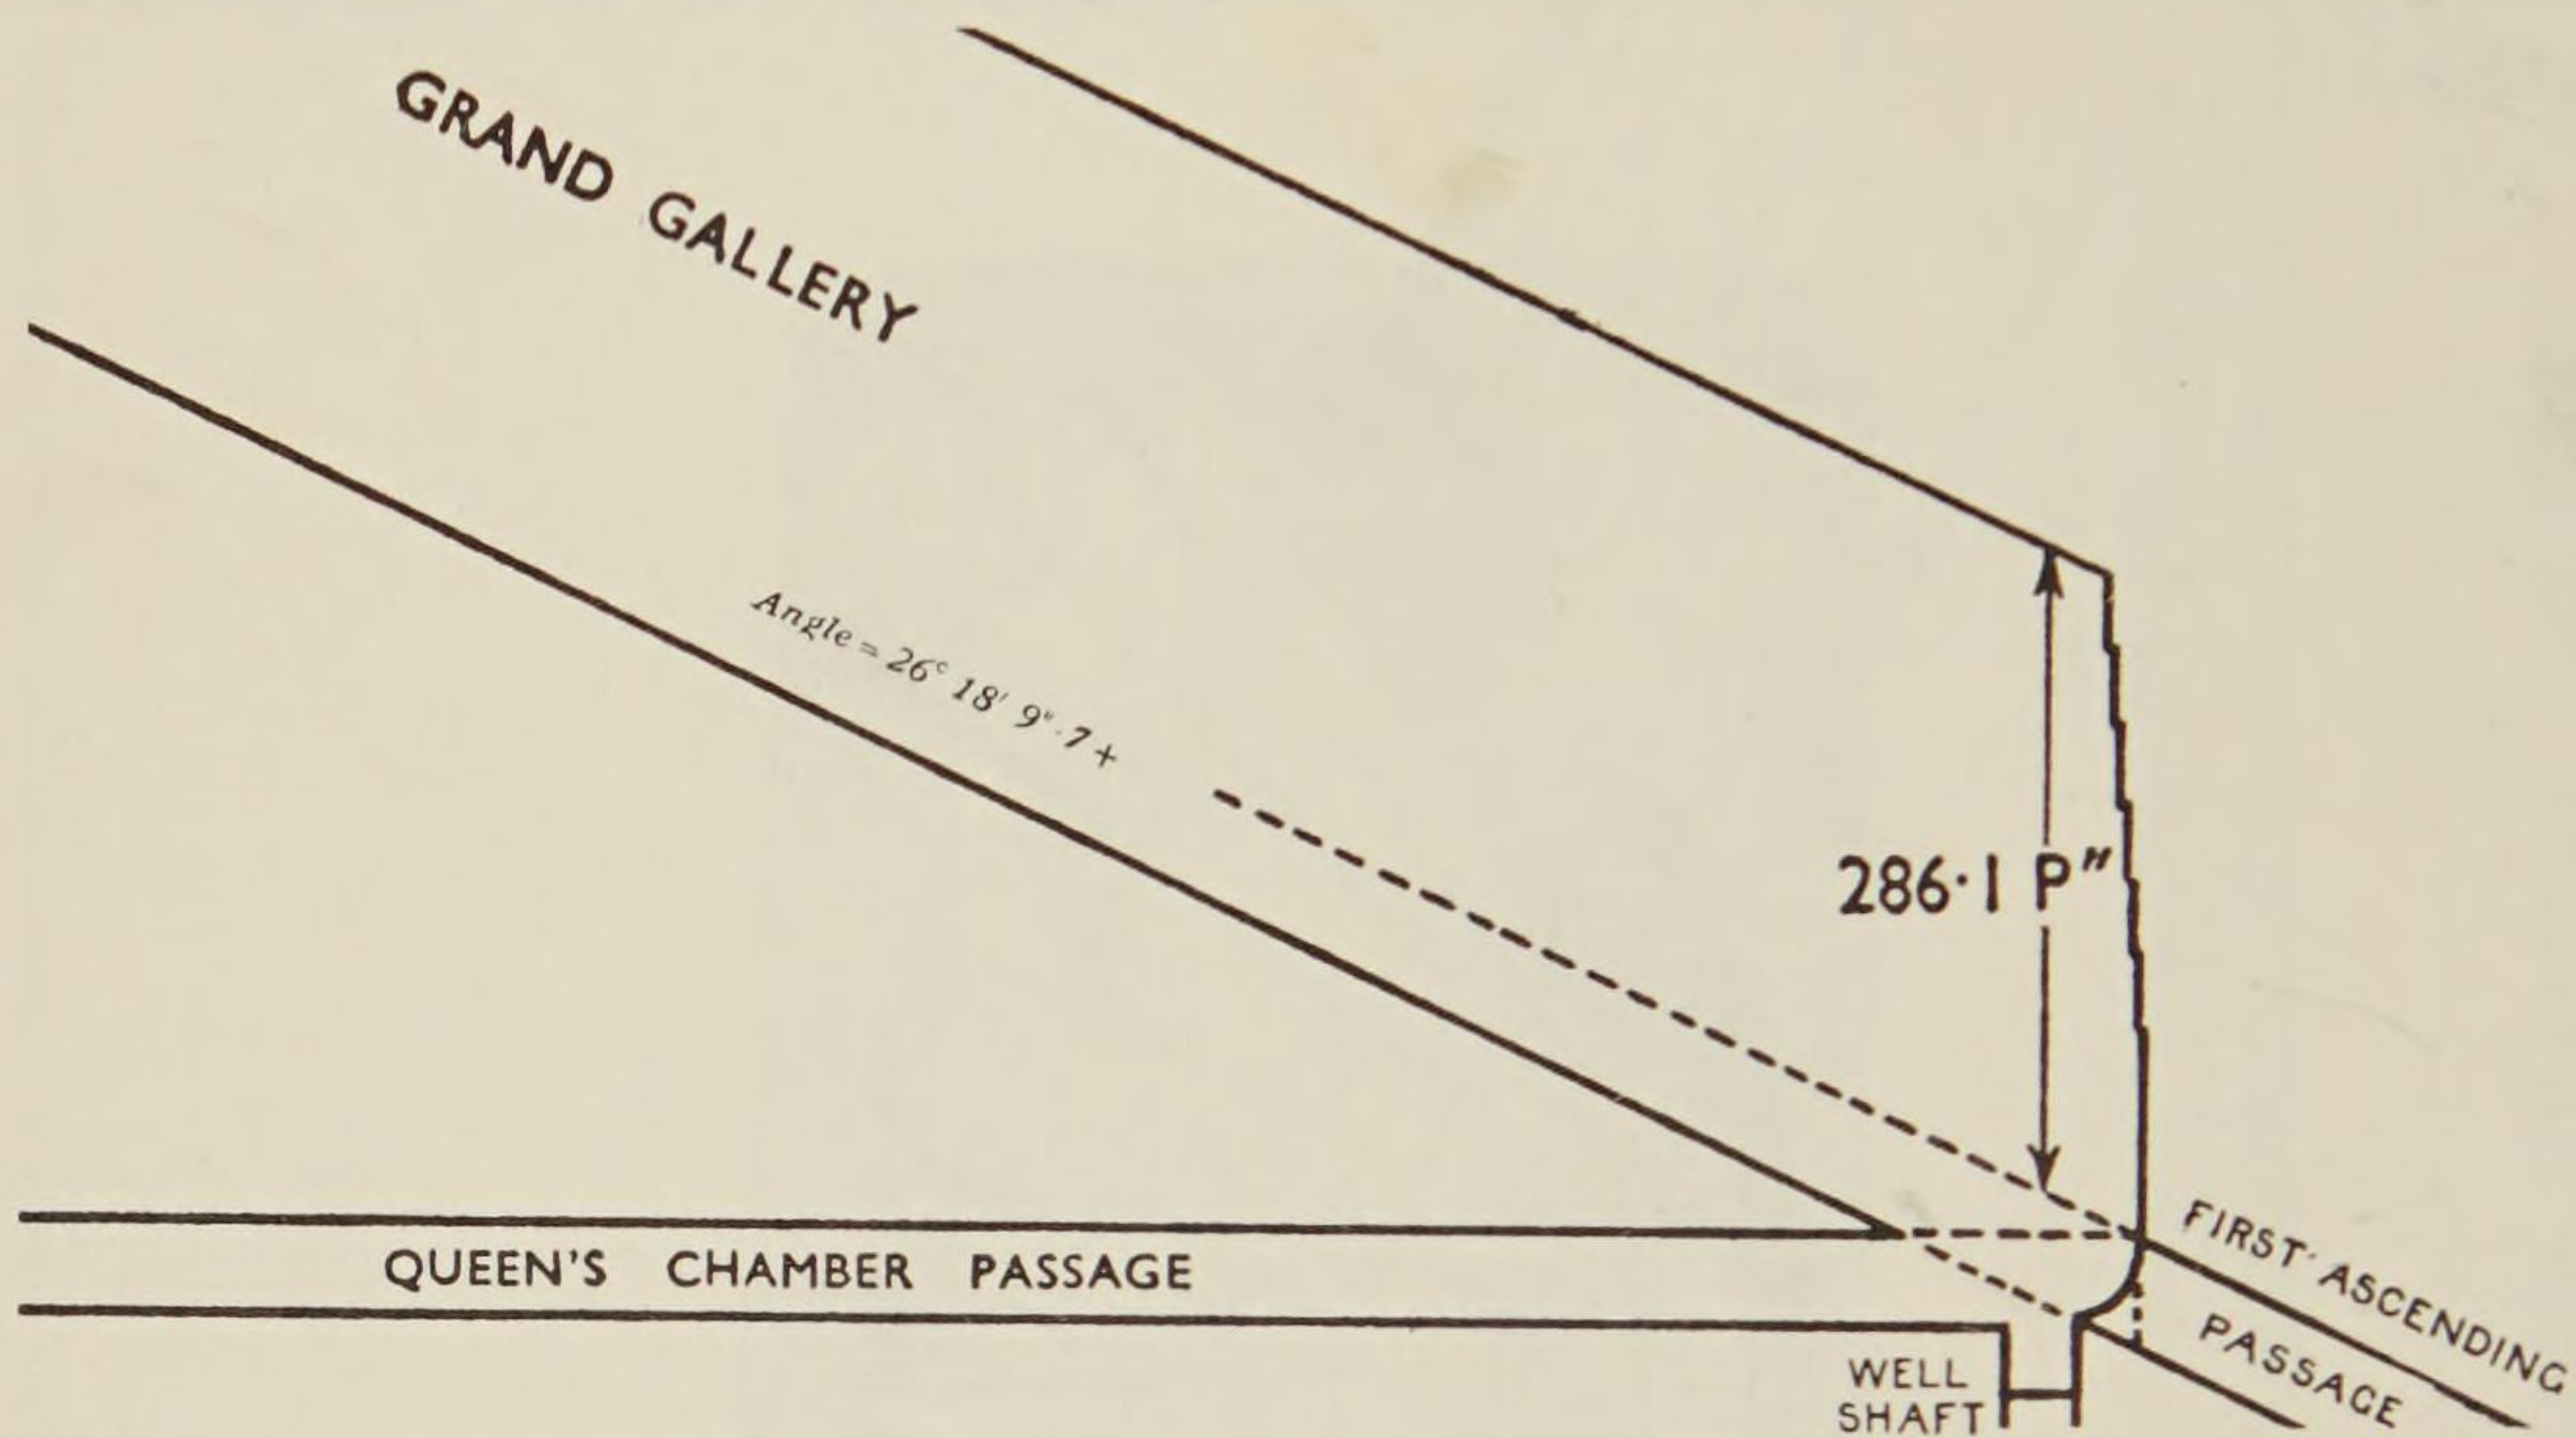 GRAND GALLERY
Angle = 26° 18' 9"·7 +
286·1 P"
QUEEN'S CHAMBER PASSAGE
FIRST ASCENDING
PASSAGE
WELL
SHAFT